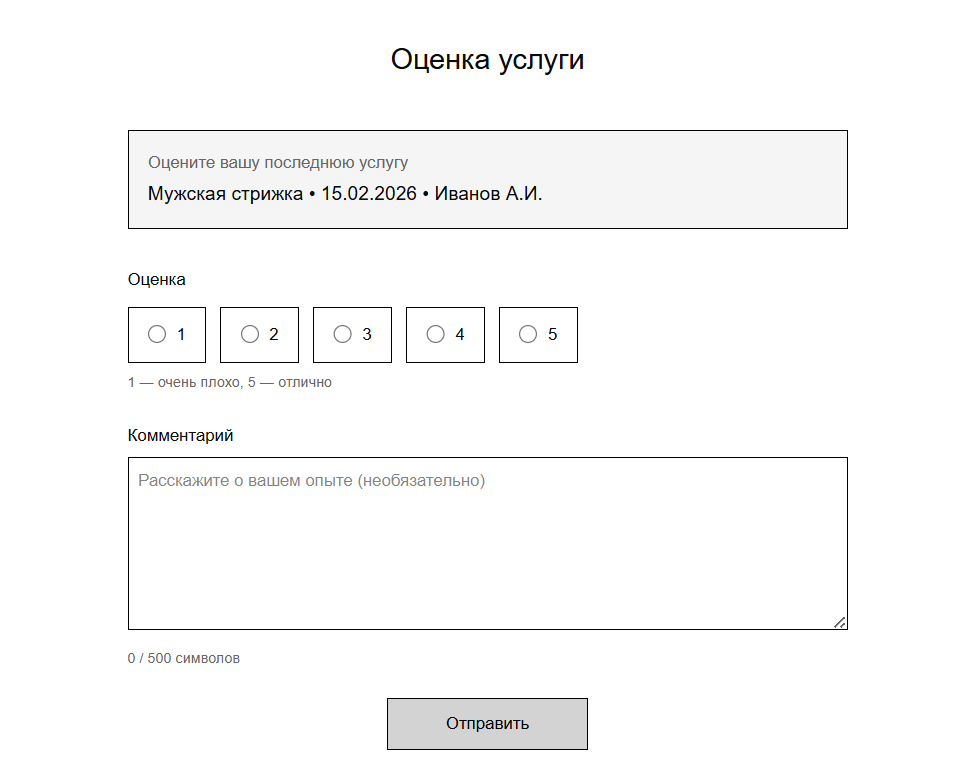 Оценка услуги
Оцените вашу последнюю услугу
Мужская стрижка • 15.02.2026 • Иванов А.И.
Оценка
1 2 3 4 5
1 — очень плохо, 5 — отлично
Комментарий
Расскажите о вашем опыте (необязательно)
0 / 500 символов
Отправить